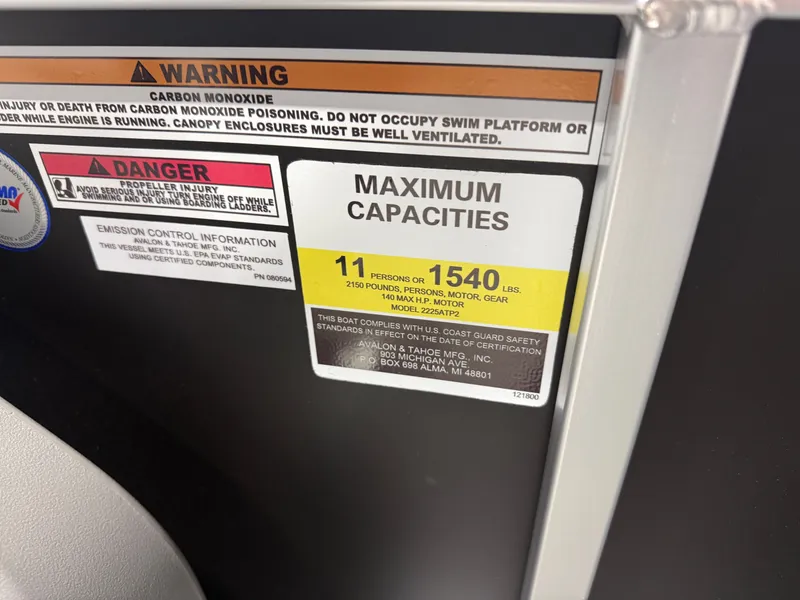 WARNING
CARBON MONOXIDE
INJURY OR DEATH FROM CARBON MONOXIDE POISONING. DO NOT OCCUPY SWIM PLATFORM OR
DER WHILE ENGINE IS RUNNING. CANOPY ENCLOSURES MUST BE WELL VENTILATED.
DANGER
PROPELLER INJURY
AVOID SERIOUS INJURY TURN ENGINE OFF WHILE
SWIMMING AND OR USING BOARDING LADDERS.
EMISSION CONTROL INFORMATION
AVALON & TAHOE MFG. INC.
THIS VESSEL MEETS U.S. EPA EVAP STANDARDS
USING CERTIFIED COMPONENTS.
PN 080594
MAXIMUM
CAPACITIES
11 PERSONS OR 1540 LBS.
2150 POUNDS, PERSONS, MOTOR, GEAR
140 MAX H.P. MOTOR
MODEL 2225ATP2
THIS BOAT COMPLIES WITH U.S. COAST GUARD SAFETY
STANDARDS IN EFFECT ON THE DATE OF CERTIFICATION
AVALON & TAHOE MFG., INC.
903 MICHIGAN AVE.
P.O. BOX 698 ALMA, MI 48801
121800